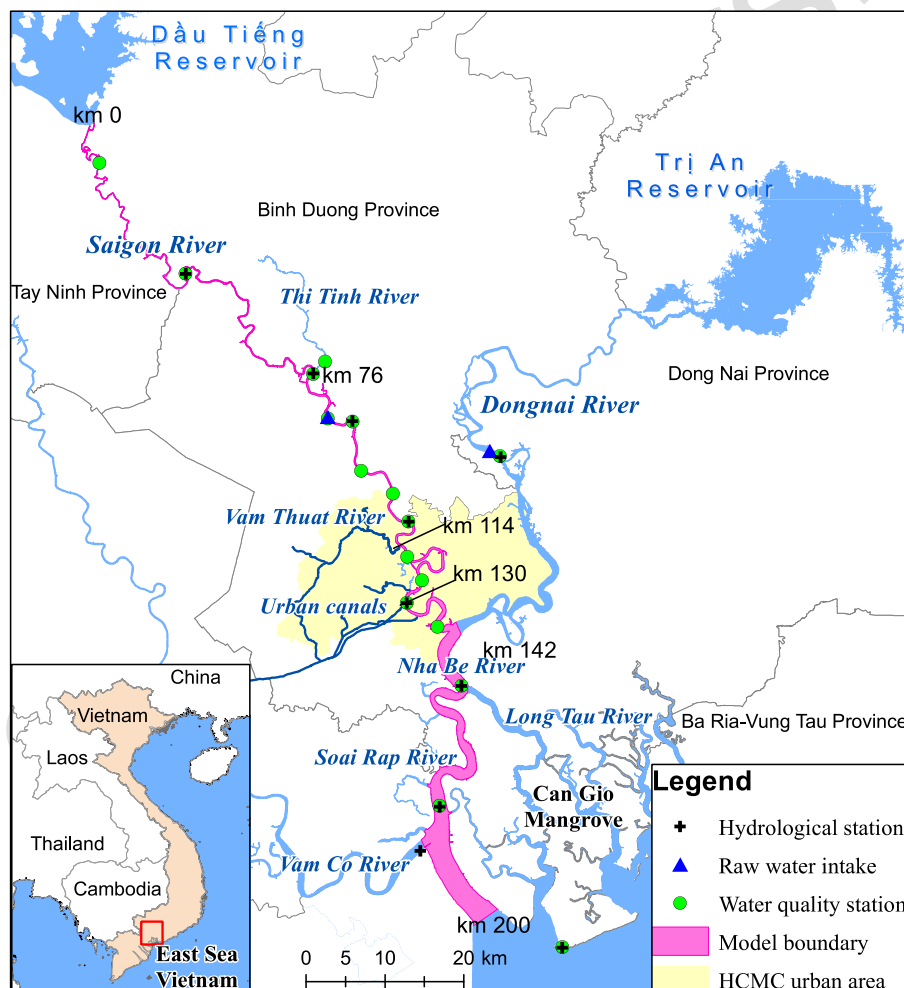 Dầu Tiếng
Reservoir
km 0
Trị An
Reservoir
Binh Duong Province
Saigon River
Tay Ninh Province
Thi Tinh River
km 76
Dong Nai Province
Dongnai River
Vam Thuat River
km 114
km 130
Urban canals
km 142
Nha Be River
China
Vietnam
Long Tau River
Ba Ria-Vung Tau Province
Laos
Soai Rap River
Legend
Can Gio
Mangrove
Hydrological station
Thailand
Vam Co River
Raw water intake
Cambodia
Water quality station
km 200
Model boundary
East Sea
Vietnam
0 5 10 20 km
HCMC urban area